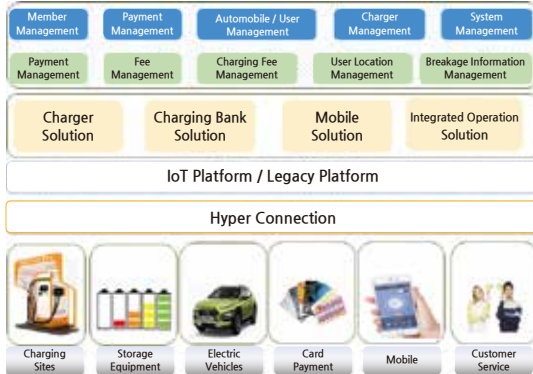 Member
Management
Payment
Management
Automobile / User
Management
Charger
Management
System
Management
Payment
Management
Fee
Management
Charging Fee
Management
User Location
Management
Breakage Information
Management
Charger
Solution
Charging Bank
Solution
Mobile
Solution
Integrated Operation
Solution
IoT Platform / Legacy Platform
Hyper Connection
Charging
Sites
Storage
Equipment
Electric
Vehicles
Card
Payment
Mobile
Customer
Service